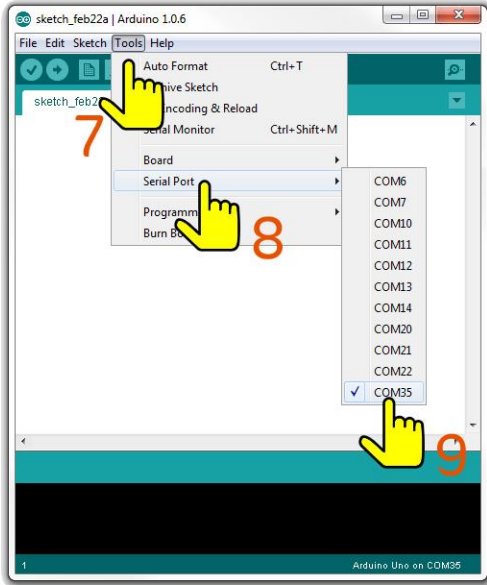 sketch_feb22a | Arduino 1.0.6
File Edit Sketch Tools Help
Auto Format Ctrl+T
Sketch
& Reload
Monitor Ctrl+Shift+M
7
Board
Serial Port
8
COM6
COM7
COM10
COM11
COM12
COM13
COM14
COM20
COM21
COM22
COM35
9
1 Arduino Uno on COM35